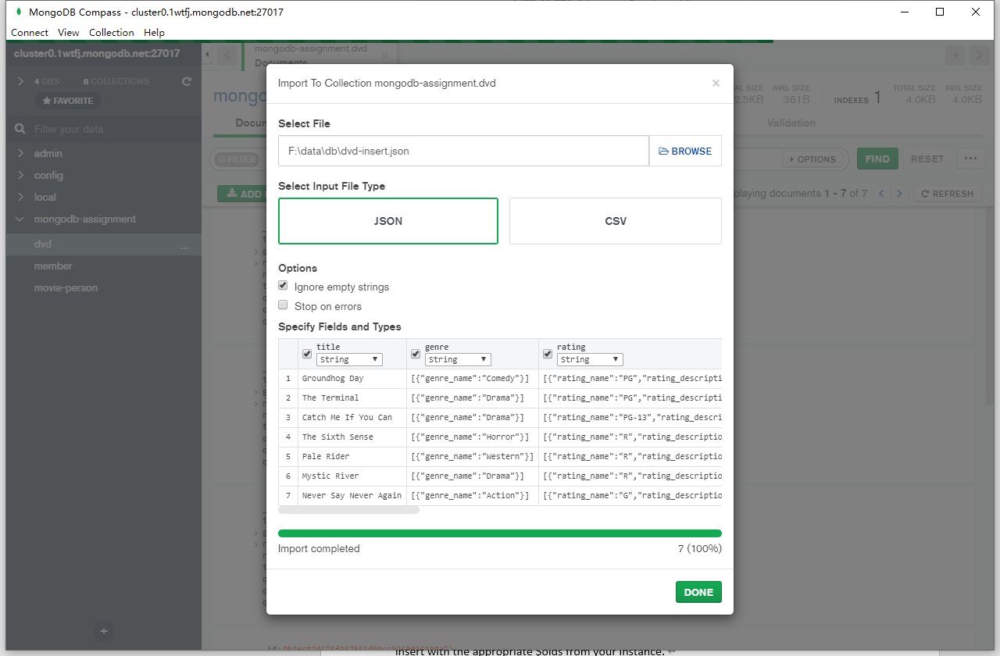 MongoDB Compass - cluster0.1wtfj.mongodb.net:27017
Connect View Collection Help
cluster0.1wtfj.mongodb.net:27017
mongodb-assignment.dvd
Documents
4 DBS 8 COLLECTIONS
FAVORITE
Filter your data
admin
config
local
mongodb-assignment
dvd ...
member
movie-person
AVG. SIZE
2.5KB 361B
INDEXES 1
TOTAL SIZE AVG. SIZE
4.0KB 4.0KB
Validation
FILTER
OPTIONS
FIND
RESET
...
documents 1 - 7 of 7
REFRESH
Import To Collection mongodb-assignment.dvd
Select File
F:\data\db\dvd-insert.json
BROWSE
Select Input File Type
JSON CSV
Options
Ignore empty strings
Stop on errors
Specify Fields and Types
title genre rating
String String String
1 Groundhog Day [{"genre_name":"Comedy"}] [{"rating_name":"PG","rating_descripti
2 The Terminal [{"genre_name":"Drama"}] [{"rating_name":"PG","rating_descripti
3 Catch Me If You Can [{"genre_name":"Drama"}] [{"rating_name":"PG-13","rating_descri
4 The Sixth Sense [{"genre_name":"Horror"}] [{"rating_name":"R","rating_descriptio
5 Pale Rider [{"genre_name":"Western"}] [{"rating_name":"R","rating_descriptio
6 Mystic River [{"genre_name":"Drama"}] [{"rating_name":"R","rating_descriptio
7 Never Say Never Again [{"genre_name":"Action"}] [{"rating_name":"G","rating_descriptio
Import completed 7 (100%)
DONE
insert with the appropriate $oids from your instance.